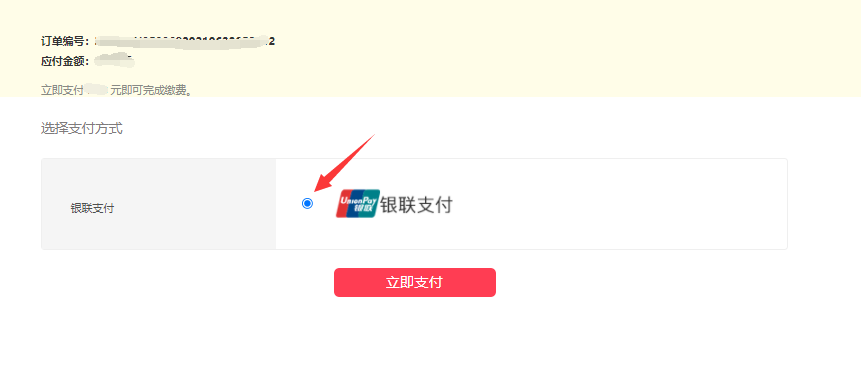 订单编号：
应付金额：
立即支付 元即可完成缴费。
选择支付方式
银联支付
UnionPay
银联
银联支付
立即支付